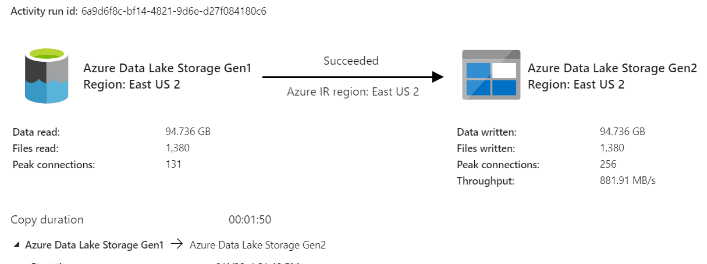 Activity run id: 6a9d6f8c-bf14-4821-9d6e-d27f084180c6
Succeeded
Azure Data Lake Storage Gen1
Region: East US 2
Azure IR region: East US 2
Azure Data Lake Storage Gen2
Region: East US 2
Data read: 94.736 GB
Files read: 1,380
Peak connections: 131
Data written: 94.736 GB
Files written: 1,380
Peak connections: 256
Throughput: 881.91 MB/s
Copy duration 00:01:50
Azure Data Lake Storage Gen1 → Azure Data Lake Storage Gen2